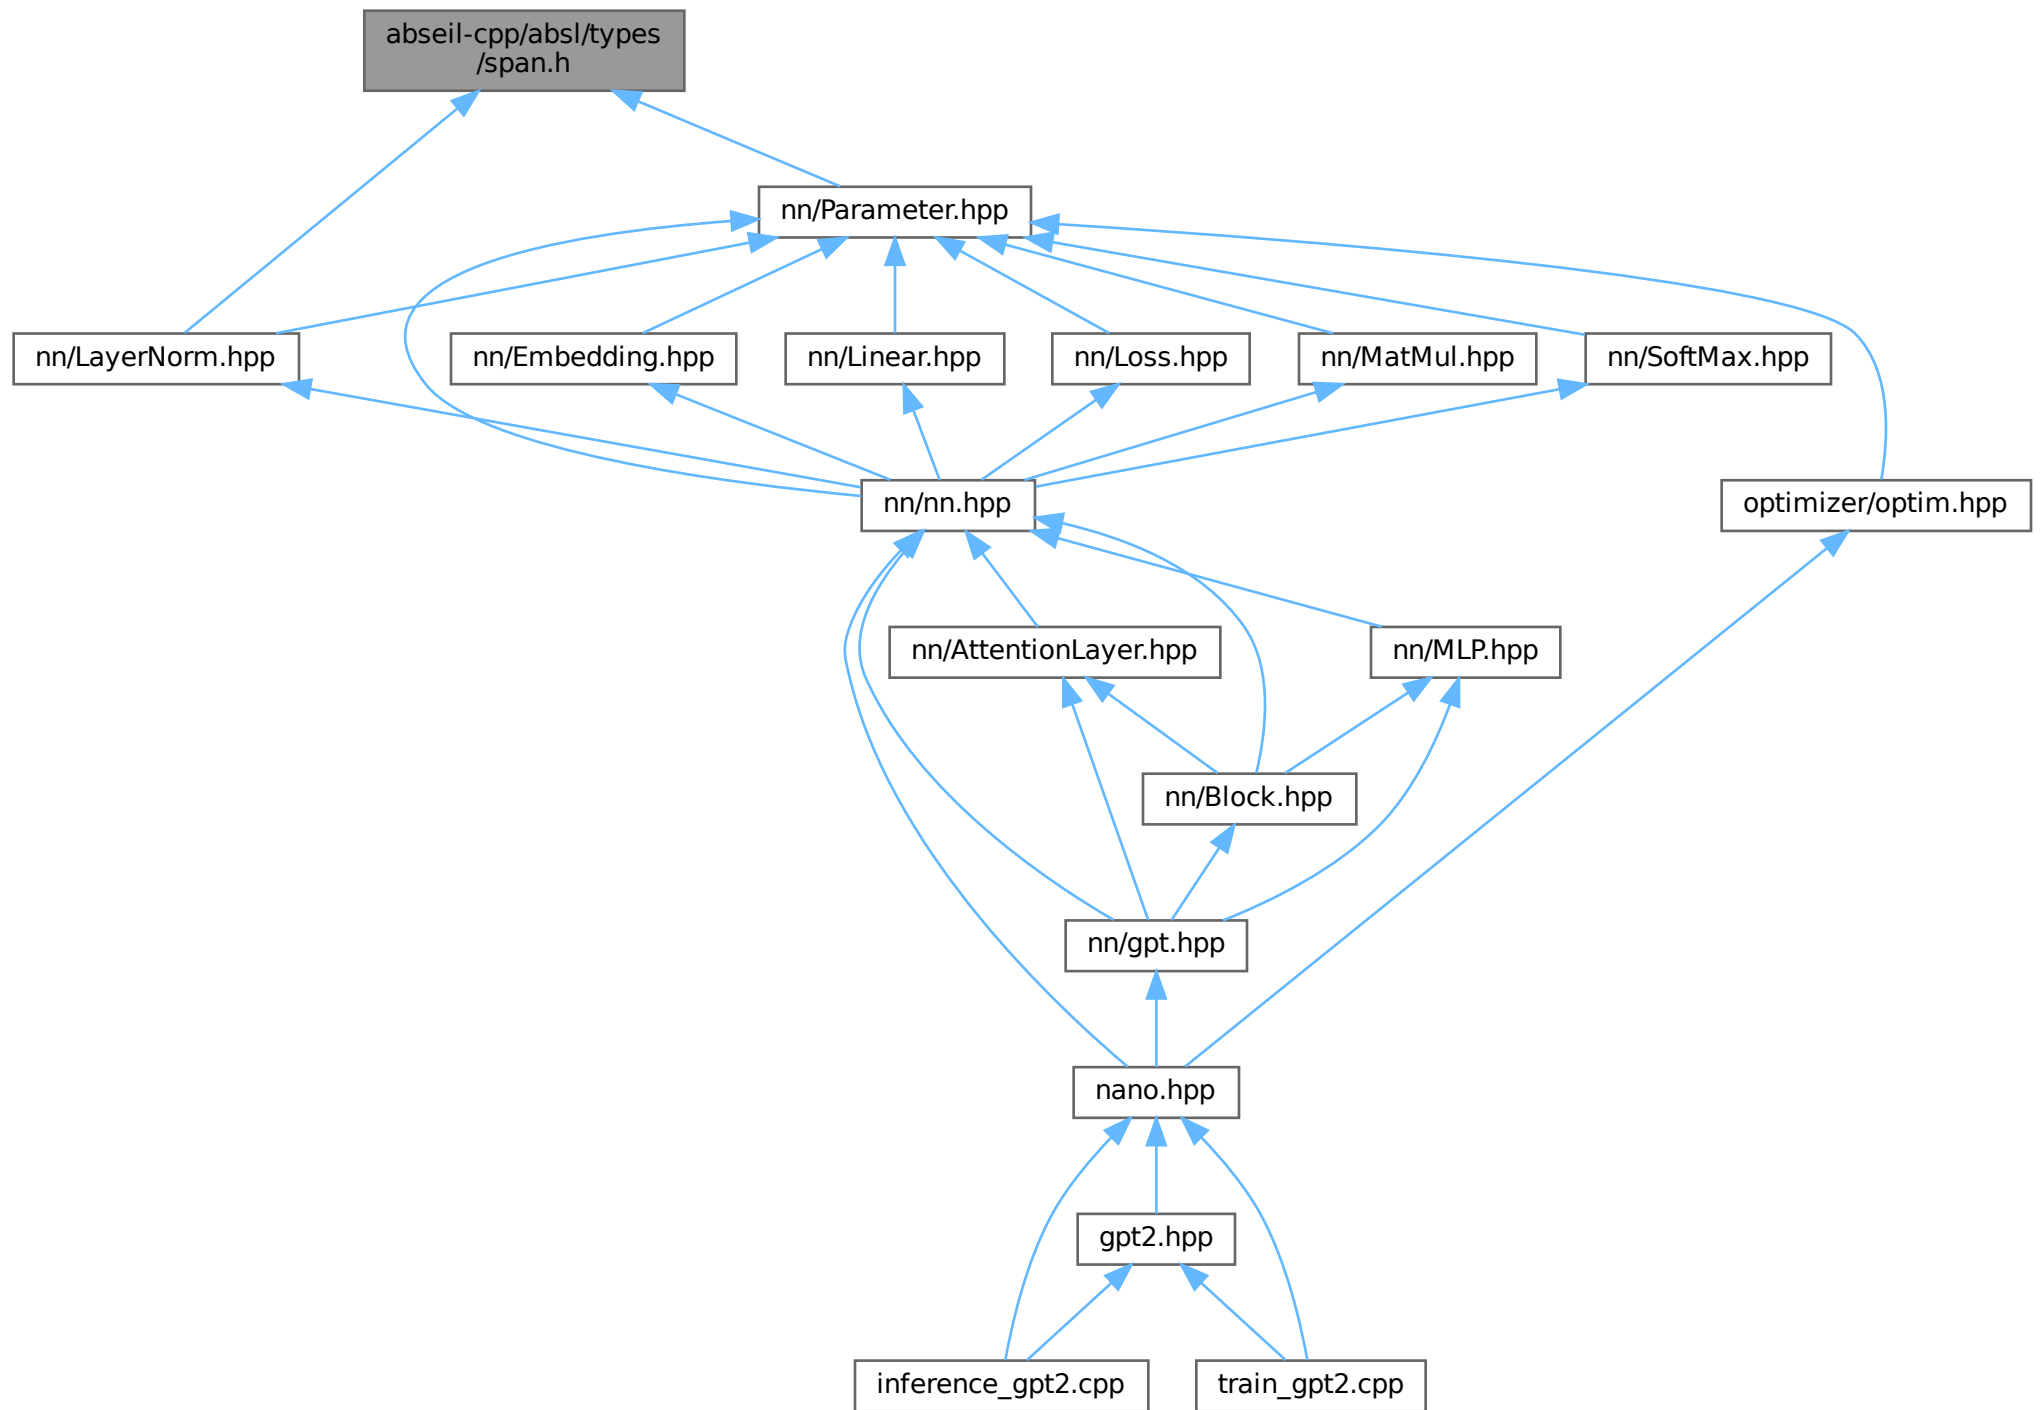 abseil-cpp/absl/types
/span.h
nn/Parameter.hpp
nn/LayerNorm.hpp
nn/Embedding.hpp
nn/Linear.hpp
nn/Loss.hpp
nn/MatMul.hpp
nn/SoftMax.hpp
nn/nn.hpp
optimizer/optim.hpp
nn/AttentionLayer.hpp
nn/MLP.hpp
nn/Block.hpp
nn/gpt.hpp
nano.hpp
gpt2.hpp
inference_gpt2.cpp
train_gpt2.cpp